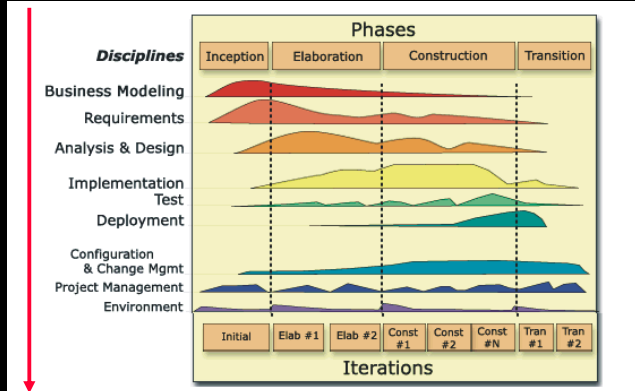 Phases
Disciplines
Inception
Elaboration
Construction
Transition
Business Modeling
Requirements
Analysis & Design
Implementation
Test
Deployment
Configuration
& Change Mgmt
Project Management
Environment
Initial
Elab #1
Elab #2
Const
#1
Const
#2
Const
#N
Tran
#1
Tran
#2
Iterations